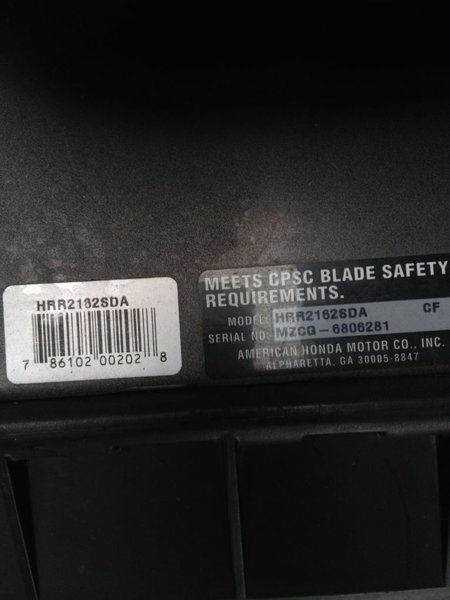 HRR2162SDA
7 86102 00202 8
MEETS CPSC BLADE SAFETY
REQUIREMENTS.
MODEL: HRR2162SDA CF
SERIAL NO: MZCG-6806281
AMERICAN HONDA MOTOR CO., INC.
ALPHARETTA, GA 30005-8847